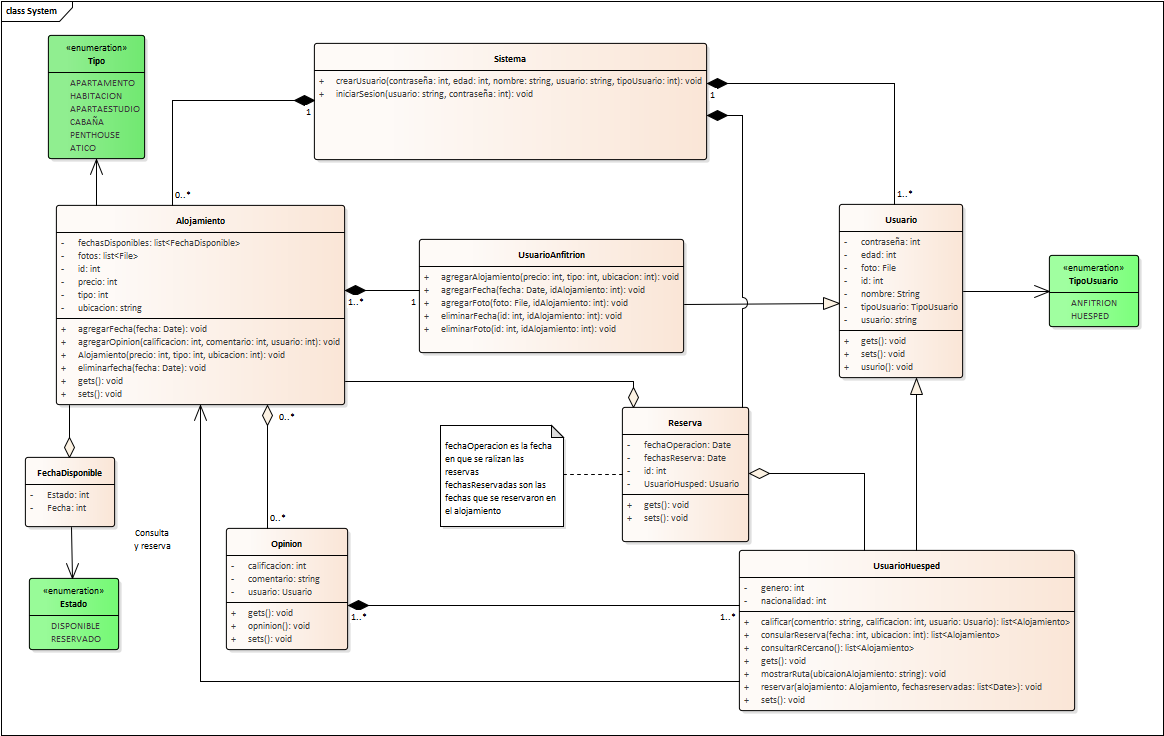 class System
«enumeration»
Tipo
APARTAMENTO
HABITACION
APARTAESTUDIO
CABAÑA
PENTHOUSE
ATICO
Sistema
+ crearUsuario(contraseña: int, edad: int, nombre: string, usuario: string, tipoUsuario: int): void
+ iniciarSesion(usuario: string, contraseña: int): void
1
1
0..*
1..*
Alojamiento
- fechasDisponibles: list<FechaDisponible>
- fotos: list<File>
- id: int
- precio: int
- tipo: int
- ubicacion: string
+ agregarFecha(fecha: Date): void
+ agregarOpinion(calificacion: int, comentario: int, usuario: int): void
+ Alojamiento(precio: int, tipo: int, ubicacion: int): void
+ eliminarfecha(fecha: Date): void
+ gets(): void
+ sets(): void
1..*
1
UsuarioAnfitrion
+ agregarAlojamiento(precio: int, tipo: int, ubicacion: int): void
+ agregarFecha(fecha: Date, idAlojamiento: int): void
+ agregarFoto(foto: File, idAlojamiento: int): void
+ eliminarFecha(id: int, idAlojamiento: int): void
+ eliminarFoto(id: int, idAlojamiento: int): void
Usuario
- contraseña: int
- edad: int
- foto: File
- id: int
- nombre: String
- tipoUsuario: TipoUsuario
- usuario: string
+ gets(): void
+ sets(): void
+ usurio(): void
«enumeration»
TipoUsuario
ANFITRION
HUESPED
0..*
0..*
FechaDisponible
- Estado: int
- Fecha: int
Consulta
y reserva
«enumeration»
Estado
DISPONIBLE
RESERVADO
fechaOperacion es la fecha
en que se ralizan las
reservas
fechasReservadas son las
fechas que se reservaron en
el alojamiento
Reserva
- fechaOperacion: Date
- fechasReserva: Date
- id: int
- UsuarioHusped: Usuario
+ gets(): void
+ sets(): void
Opinion
- calificacion: int
- comentario: string
- usuario: Usuario
+ gets(): void
+ opninion(): void
+ sets(): void
1..*
1..*
UsuarioHuesped
- genero: int
- nacionalidad: int
+ calificar(comentrio: string, calificacion: int, usuario: Usuario): list<Alojamiento>
+ consularReserva(fecha: int, ubicacion: int): list<Alojamiento>
+ consultarRCercano(): list<Alojamiento>
+ gets(): void
+ mostrarRuta(ubicaionAlojamiento: string): void
+ reservar(alojamiento: Alojamiento, fechasreservadas: list<Date>): void
+ sets(): void